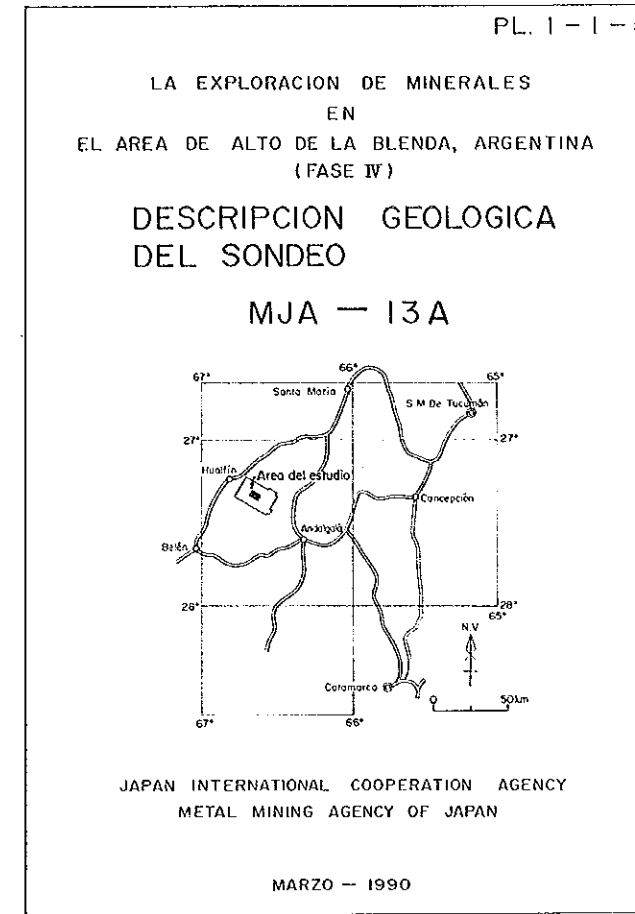 PL. 1 - 1 -
LA EXPLORACION DE MINERALES
EN
EL AREA DE ALTO DE LA BLENDA, ARGENTINA
(FASE IV)
DESCRIPCION GEOLOGICA
DEL SONDEO
MJA — 13A
67° 66° 65°
Santa María
S.M.De Tucumán
27° 27°
Hualfín
Area del estudio
Concepción
Andalgalá
Belén
26° 28°
65°
N.V
Catamarca
0 50km
67° 66°
JAPAN INTERNATIONAL COOPERATION AGENCY
METAL MINING AGENCY OF JAPAN
MARZO — 1990